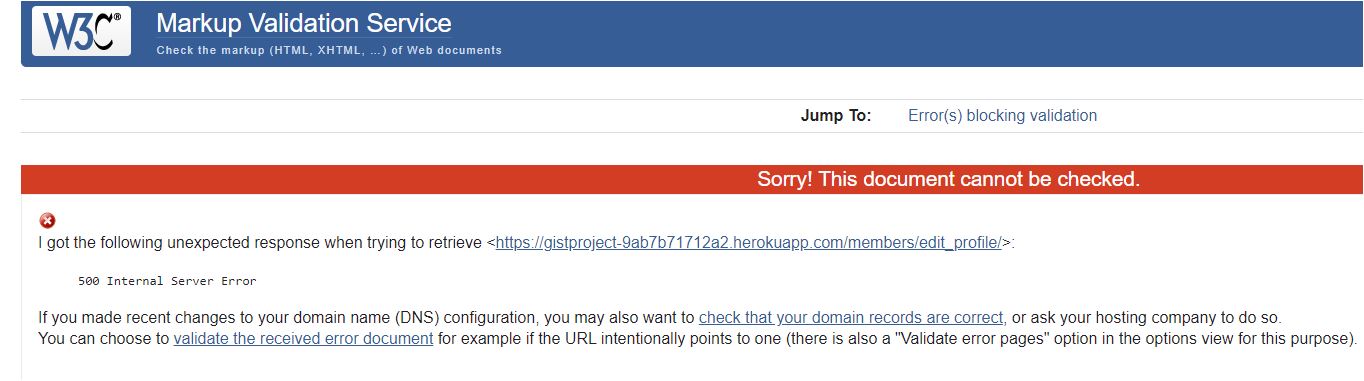 W3C®
Markup Validation Service
Check the markup (HTML, XHTML, …) of Web documents
Jump To: Error(s) blocking validation
Sorry! This document cannot be checked.
I got the following unexpected response when trying to retrieve <https://gistproject-9ab7b71712a2.herokuapp.com/members/edit_profile/>:
500 Internal Server Error
If you made recent changes to your domain name (DNS) configuration, you may also want to check that your domain records are correct, or ask your hosting company to do so.
You can choose to validate the received error document for example if the URL intentionally points to one (there is also a "Validate error pages" option in the options view for this purpose).